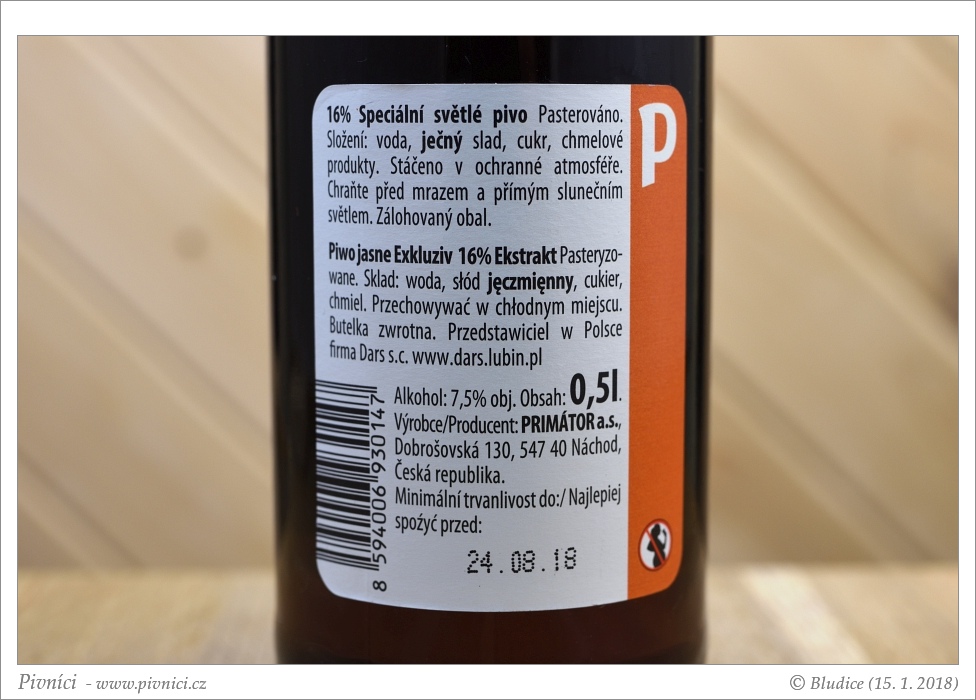 16% Speciální světlé pivo Pasterováno.
Složení: voda, ječný slad, cukr, chmelové
produkty. Stáčeno v ochranné atmosféře.
Chraňte před mrazem a přímým slunečním
světlem. Zálohovaný obal.
P
Piwo jasne Exkluziv 16% Ekstrakt Pasteryzo-
wane. Sklad: woda, słód jęczmięnny, cukier,
chmiel. Przechowywać w chłodnym miejscu.
Butelka zwrotna. Przedstawiciel w Polsce
firma Dars s.c. www.dars.lubin.pl
Alkohol: 7,5% obj. Obsah: 0,5l.
Výrobce/Producent: PRIMÁTOR a.s.,
Dobrošovská 130, 547 40 Náchod,
Česká republika.
Minimální trvanlivost do:/ Najlepiej
spoźyć przed:
24.08.18
8 594006 930147
Pivníci - www.pivnici.cz
© Bludice (15. 1. 2018)